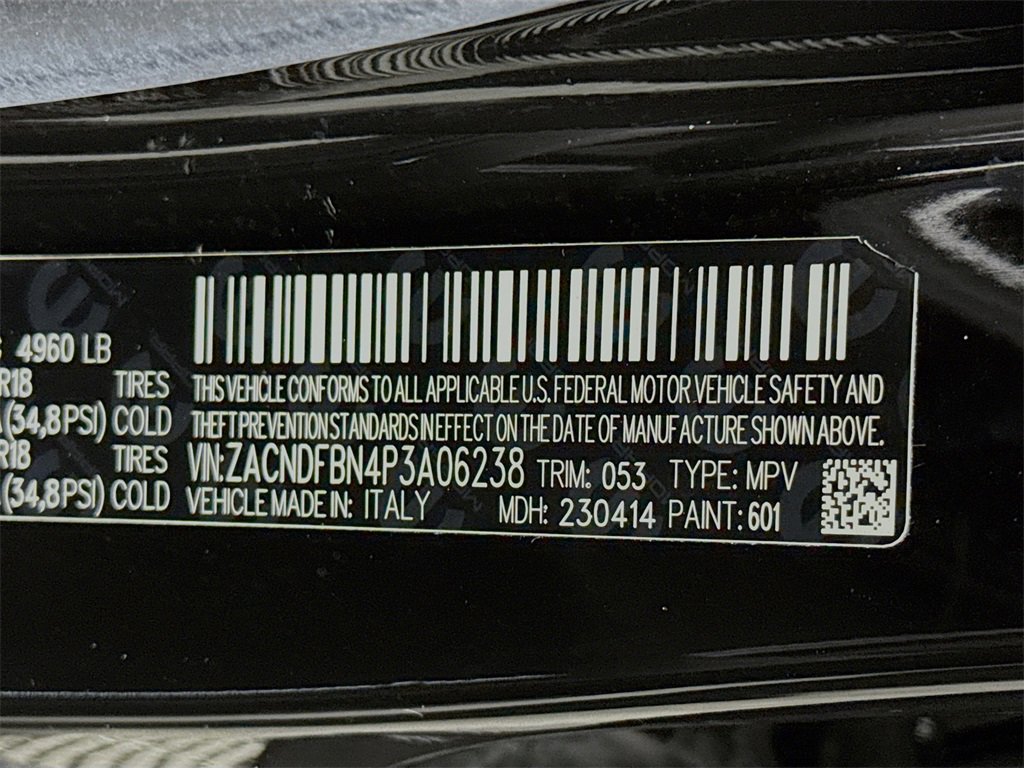 4960 LB
R18 TIRES
(34,8PSI) COLD
R18 TIRES
(34,8PSI) COLD
THIS VEHICLE CONFORMS TO ALL APPLICABLE U.S. FEDERAL MOTOR VEHICLE SAFETY AND
THEFT PREVENTION STANDARDS IN EFFECT ON THE DATE OF MANUFACTURE SHOWN ABOVE.
VIN:ZACNDFBN4P3A06238 TRIM: 053 TYPE: MPV
VEHICLE MADE IN: ITALY MDH: 230414 PAINT: 601